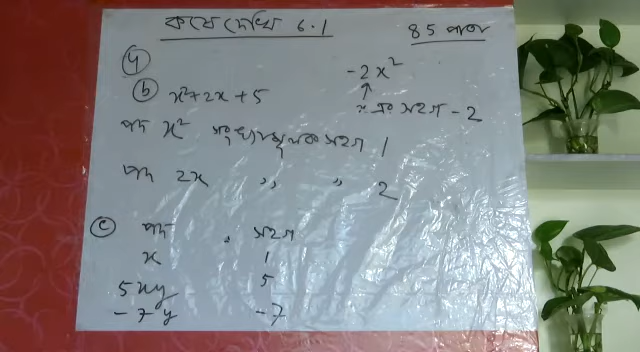 কষে দেখি 6.1 85 পাতা
4
b x²+2x+5 -2x²
↑
x এর সহগ -2
পদ x² সংখ্যাসূচক সহগ 1
পদ 2x ,, ,, 2
c পদ সহগ
x 1
5xy 5
-7y -7